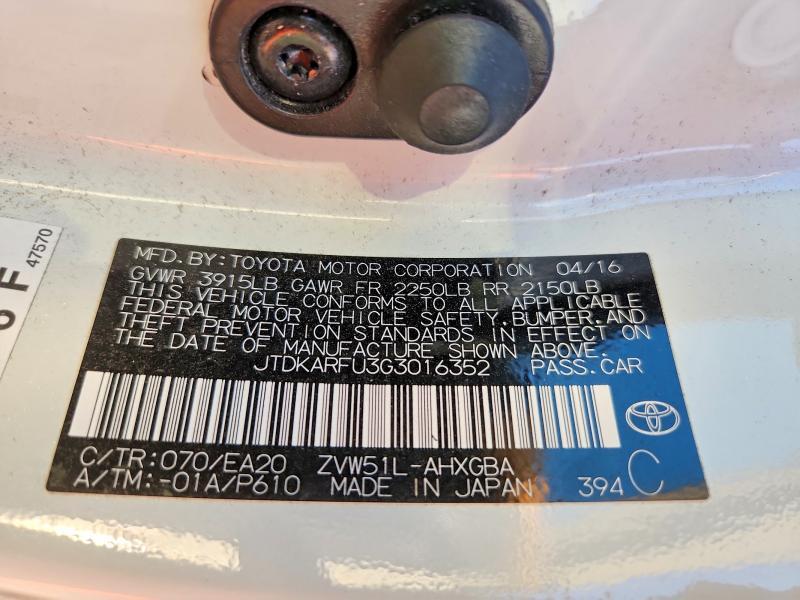 MFD. BY: TOYOTA MOTOR CORPORATION 04/16
GVWR 3915LB GAWR FR 2250LB RR 2150LB
THIS VEHICLE CONFORMS TO ALL APPLICABLE
FEDERAL MOTOR VEHICLE SAFETY, BUMPER, AND
THEFT PREVENTION STANDARDS IN EFFECT ON
THE DATE OF MANUFACTURE SHOWN ABOVE.
JTDKARFU3G3016352 PASS. CAR
C/TR: 070/EA20 ZVW51L-AHXGBA
A/TM: -01A/P610 MADE IN JAPAN 394 C
F
47570